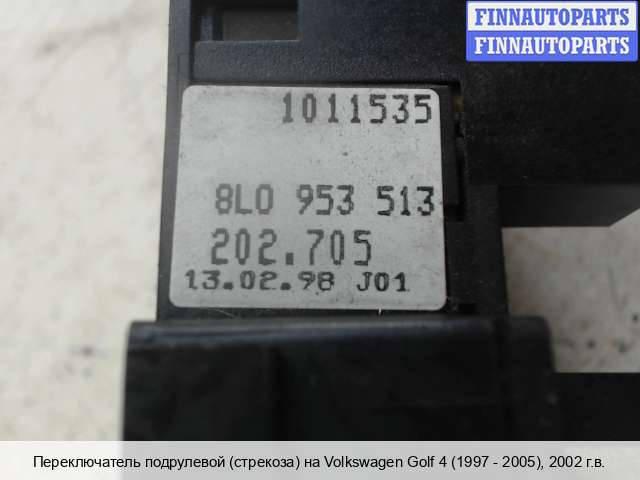 FINNAUTOPARTS
FINNAUTOPARTS
1011535
8L0 953 513
202.705
13.02.98 J01
Переключатель подрулевой (стрекоза) на Volkswagen Golf 4 (1997 - 2005), 2002 г.в.